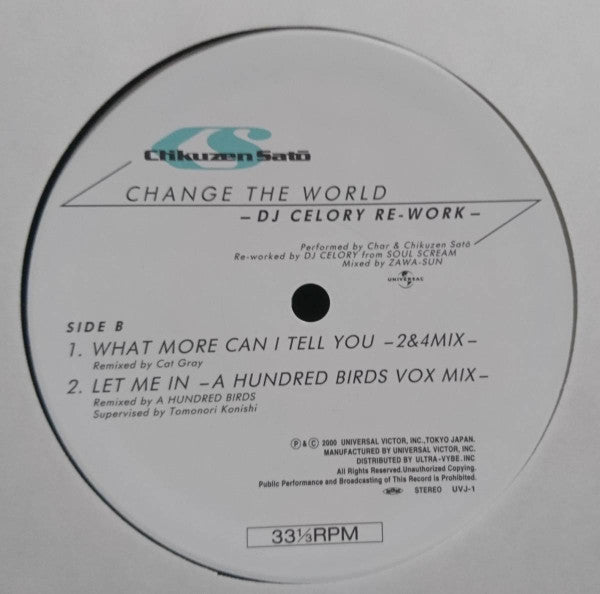 CS
Chikuzen Satō
CHANGE THE WORLD
– DJ CELORY RE-WORK –
Performed by Char & Chikuzen Satō
Re-worked by DJ CELORY from SOUL SCREAM
Mixed by ZAWA-SUN
UNIVERSAL
SIDE B
1. WHAT MORE CAN I TELL YOU –2&4MIX–
Remixed by Cat Gray
2. LET ME IN –A HUNDRED BIRDS VOX MIX–
Remixed by A HUNDRED BIRDS
Supervised by Tomonori Konishi
Ⓟ & © 2000 UNIVERSAL VICTOR, INC., TOKYO JAPAN.
MANUFACTURED BY UNIVERSAL VICTOR, INC.
DISTRIBUTED BY ULTRA-VYBE. INC
All Rights Reserved. Unauthorized Copying.
Public Performance and Broadcasting of This Record is Prohibited.
STEREO UVJ-1
33⅓RPM